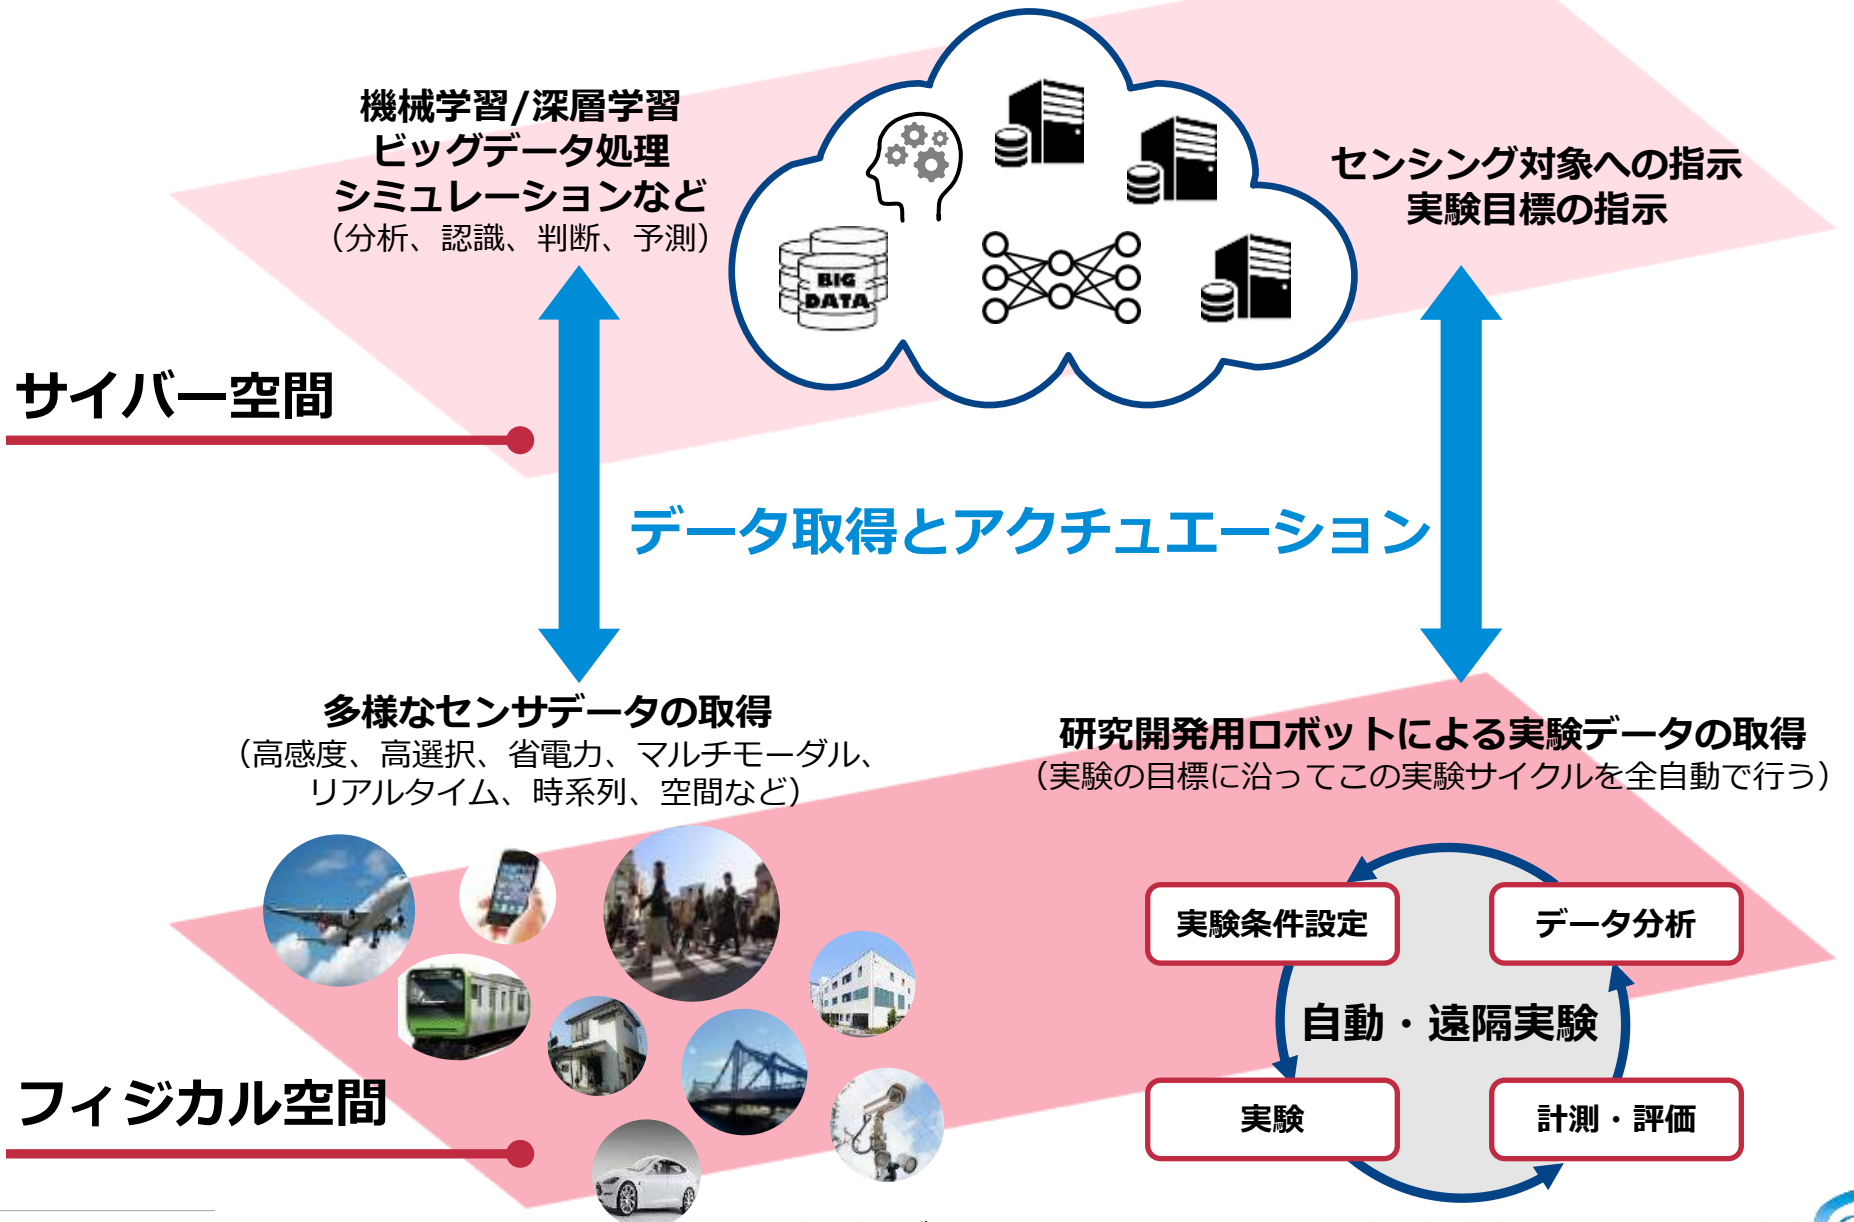 機械学習/深層学習
ビッグデータ処理
シミュレーションなど
（分析、認識、判断、予測）
BIG
DATA
センシング対象への指示
実験目標の指示
サイバー空間
データ取得とアクチュエーション
多様なセンサデータの取得
（高感度、高選択、省電力、マルチモーダル、
リアルタイム、時系列、空間など）
研究開発用ロボットによる実験データの取得
（実験の目標に沿ってこの実験サイクルを全自動で行う）
実験条件設定
データ分析
自動・遠隔実験
実験
計測・評価
フィジカル空間